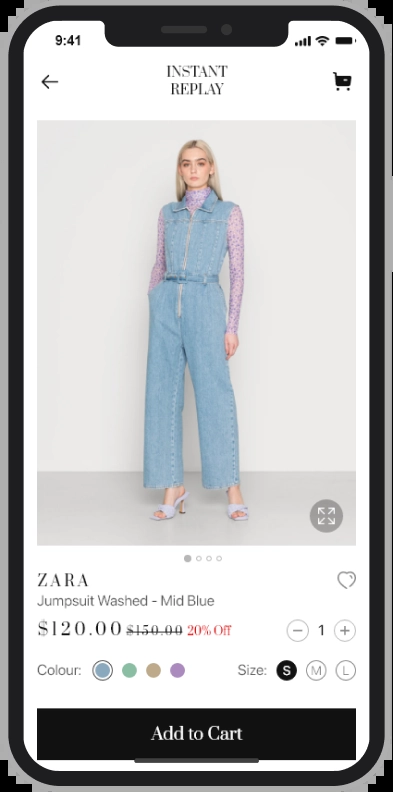 9:41
INSTANT
REPLAY
ZARA
Jumpsuit Washed - Mid Blue
$120.00 $150.00 20% Off
1
Colour:
Size: S M L
Add to Cart